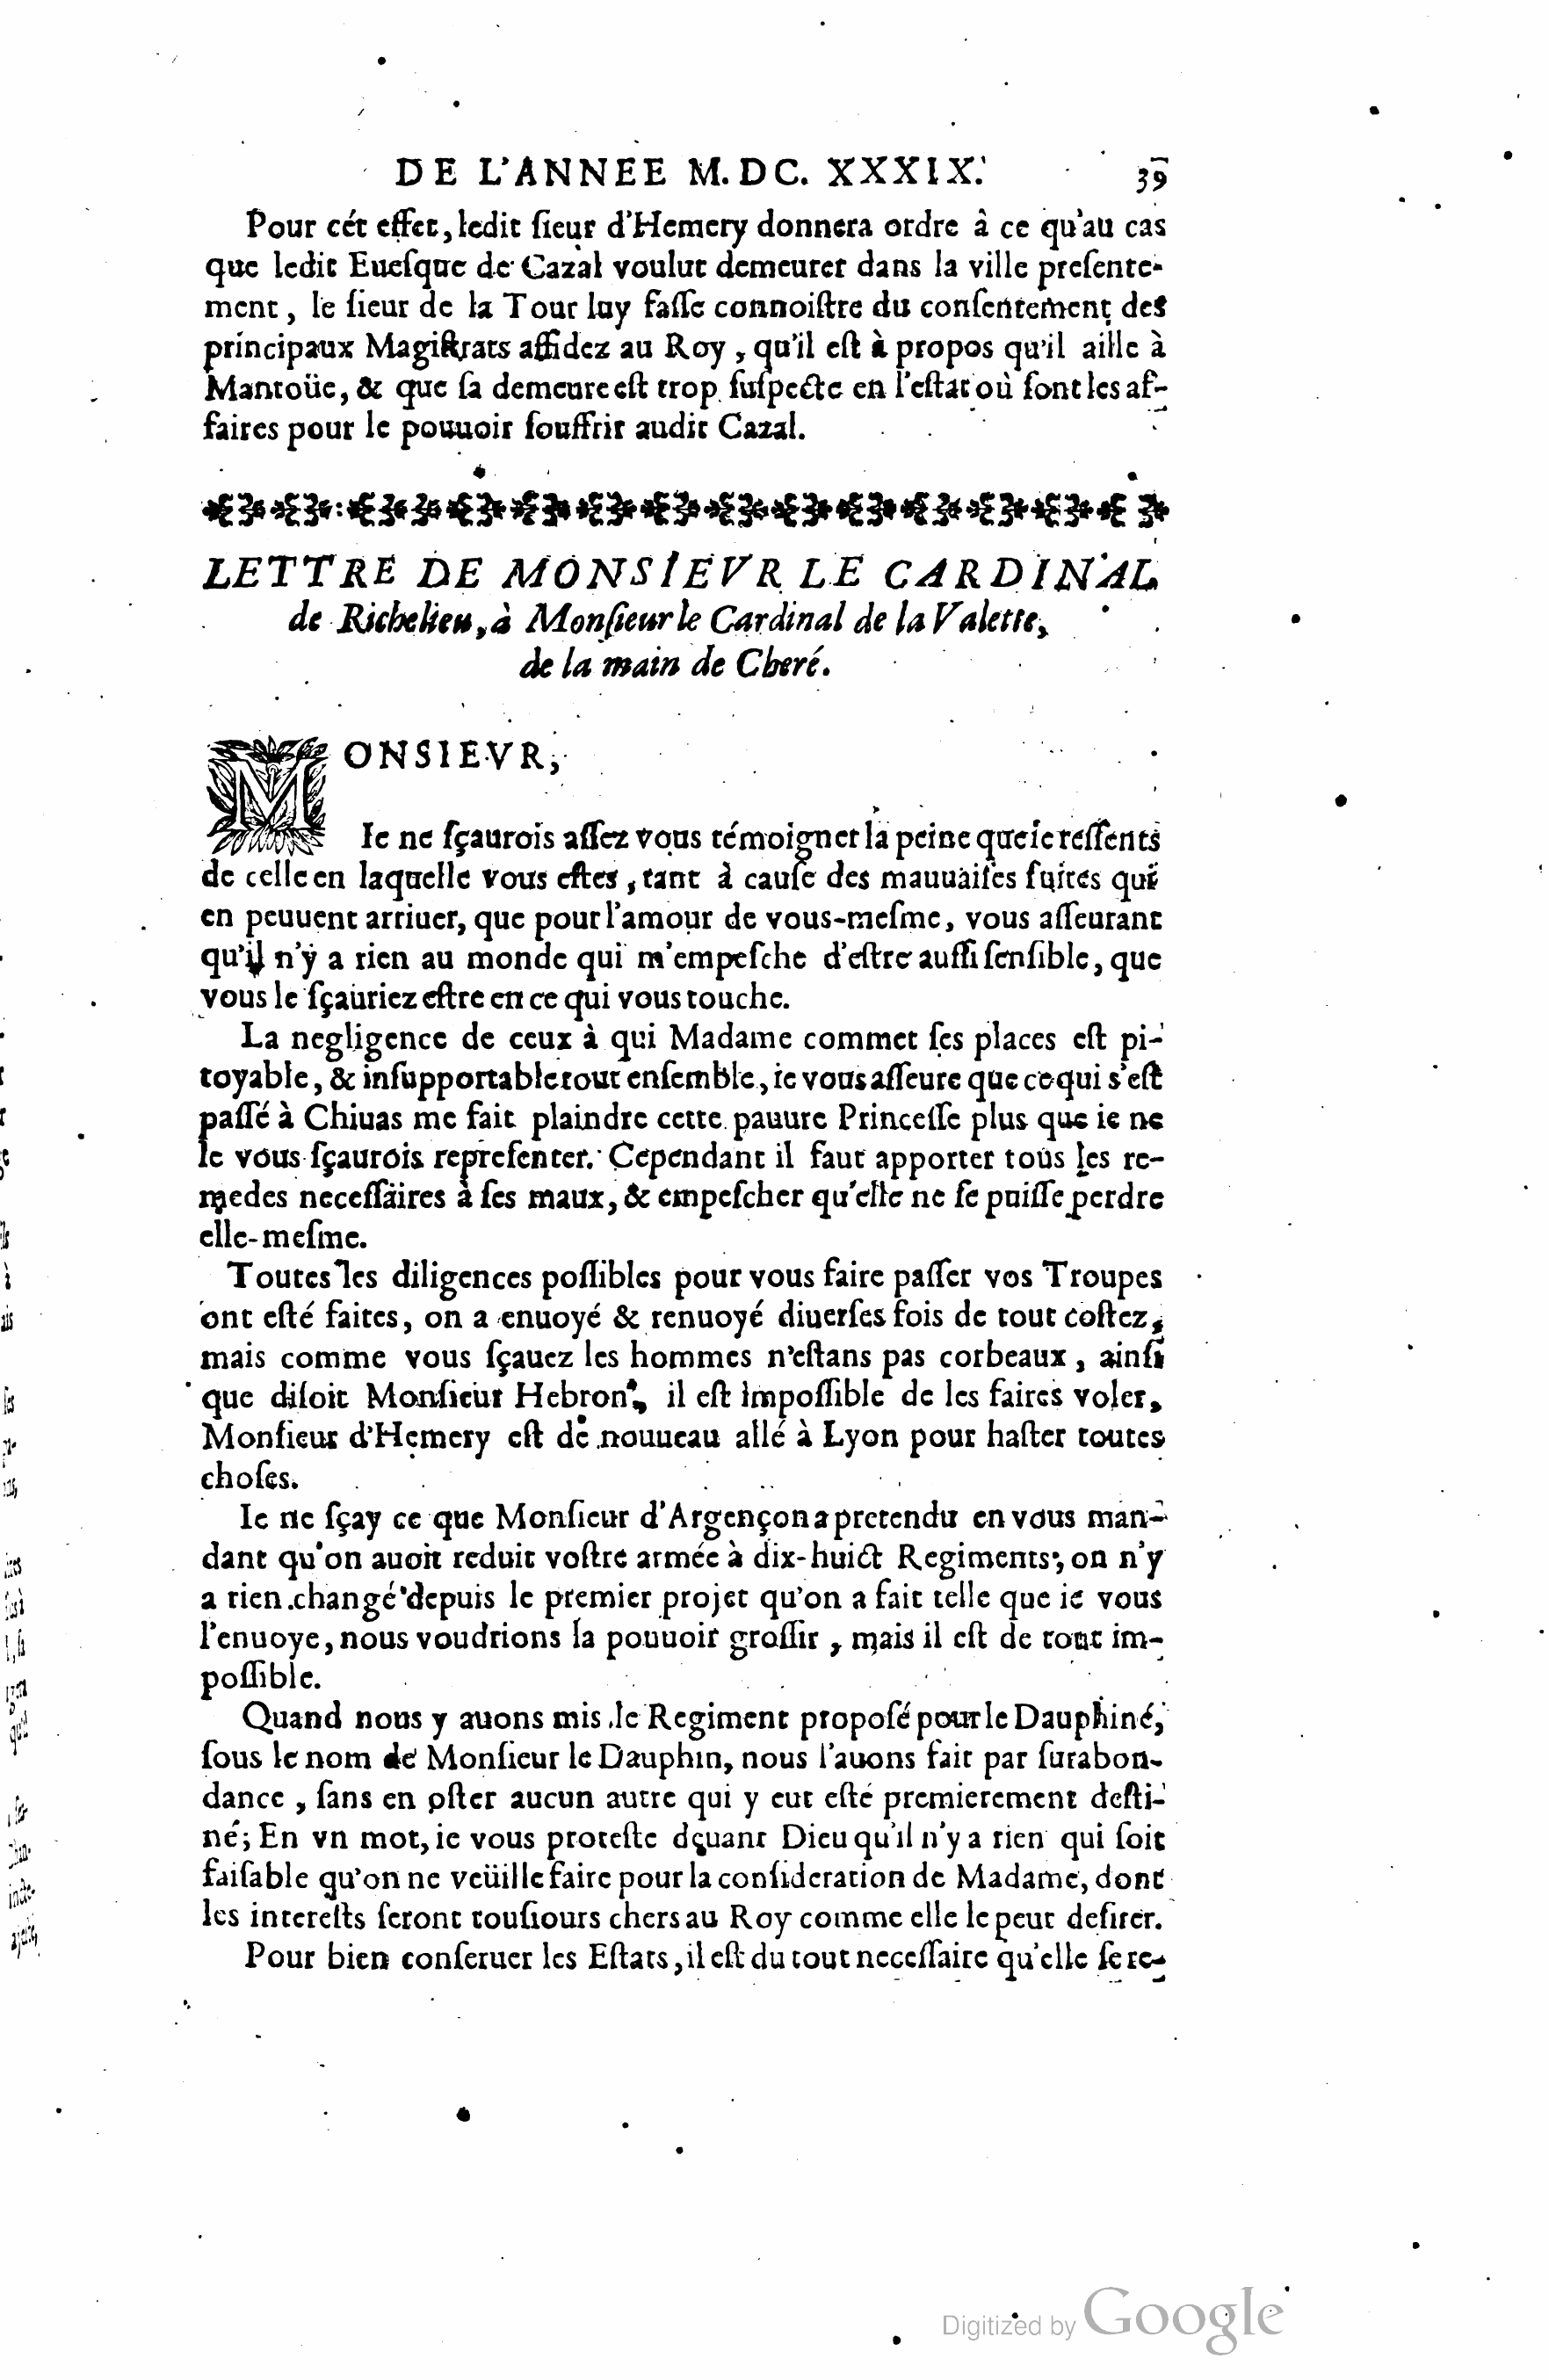 DE L'ANNEE M. DC. XXXIX. 39
Pour cét effet, ledit ſieur d'Hemery donnera ordre à ce qu'au cas
que ledit Eueſque de Cazal voulut demeurer dans la ville preſente-
ment, le ſieur de la Tour luy faſſe connoiſtre du conſentement des
principaux Magiſtrats affidez au Roy, qu'il eſt à propos qu'il aille à
Mantoüe, & que ſa demeure eſt trop ſuſpecte en l'eſtat où ſont les af-
faires pour le pouuoir ſouffrir audit Cazal.
LETTRE DE MONSIEVR LE CARDINAL
de Richelieu, à Monſieur le Cardinal de la Valette,
de la main de Cheré.
MONSIEVR,
Ie ne ſçaurois aſſez vous témoigner la peine que ie reſſents
de celle en laquelle vous eſtes, tant à cauſe des mauuaiſes ſuites qui
en peuuent arriuer, que pour l'amour de vous-meſme, vous aſſeurant
qu'il n'y a rien au monde qui m'empeſche d'eſtre auſſi ſenſible, que
vous le ſçauriez eſtre en ce qui vous touche.
La negligence de ceux à qui Madame commet ſes places eſt pi-
toyable, & inſupportable tout enſemble, ie vous aſſeure que ce qui s'eſt
paſſé à Chiuas me fait plaindre cette pauure Princeſſe plus que ie ne
le vous ſçaurois repreſenter. Cependant il faut apporter tous les re-
medes neceſſaires à ſes maux, & empeſcher qu'elle ne ſe puiſſe perdre
elle-meſme.
Toutes les diligences poſſibles pour vous faire paſſer vos Troupes
ont eſté faites, on a enuoyé & renuoyé diuerſes fois de tout coſtez,
mais comme vous ſçauez les hommes n'eſtans pas corbeaux, ainſi
que diſoit Monſieur Hebron, il eſt impoſſible de les faires voler,
Monſieur d'Hemery eſt de nouueau allé à Lyon pour haſter toutes
choſes.
Ie ne ſçay ce que Monſieur d'Argençon a pretendu en vous man-
dant qu'on auoit reduit voſtre armée à dix-huict Regiments; on n'y
a rien changé depuis le premier projet qu'on a fait telle que ie vous
l'enuoye, nous voudrions la pouuoir groſſir, mais il eſt de tout im-
poſſible.
Quand nous y auons mis le Regiment propoſé pour le Dauphiné,
ſous le nom de Monſieur le Dauphin, nous l'auons fait par ſurabon-
dance, ſans en oſter aucun autre qui y eut eſté premierement deſti-
né; En vn mot, ie vous proteſte deuant Dieu qu'il n'y a rien qui ſoit
faiſable qu'on ne veüille faire pour la conſideration de Madame, dont
les intereſts ſeront touſiours chers au Roy comme elle le peut deſirer.
Pour bien conſeruer les Eſtats, il eſt du tout neceſſaire qu'elle ſe re-
Digitized by Google